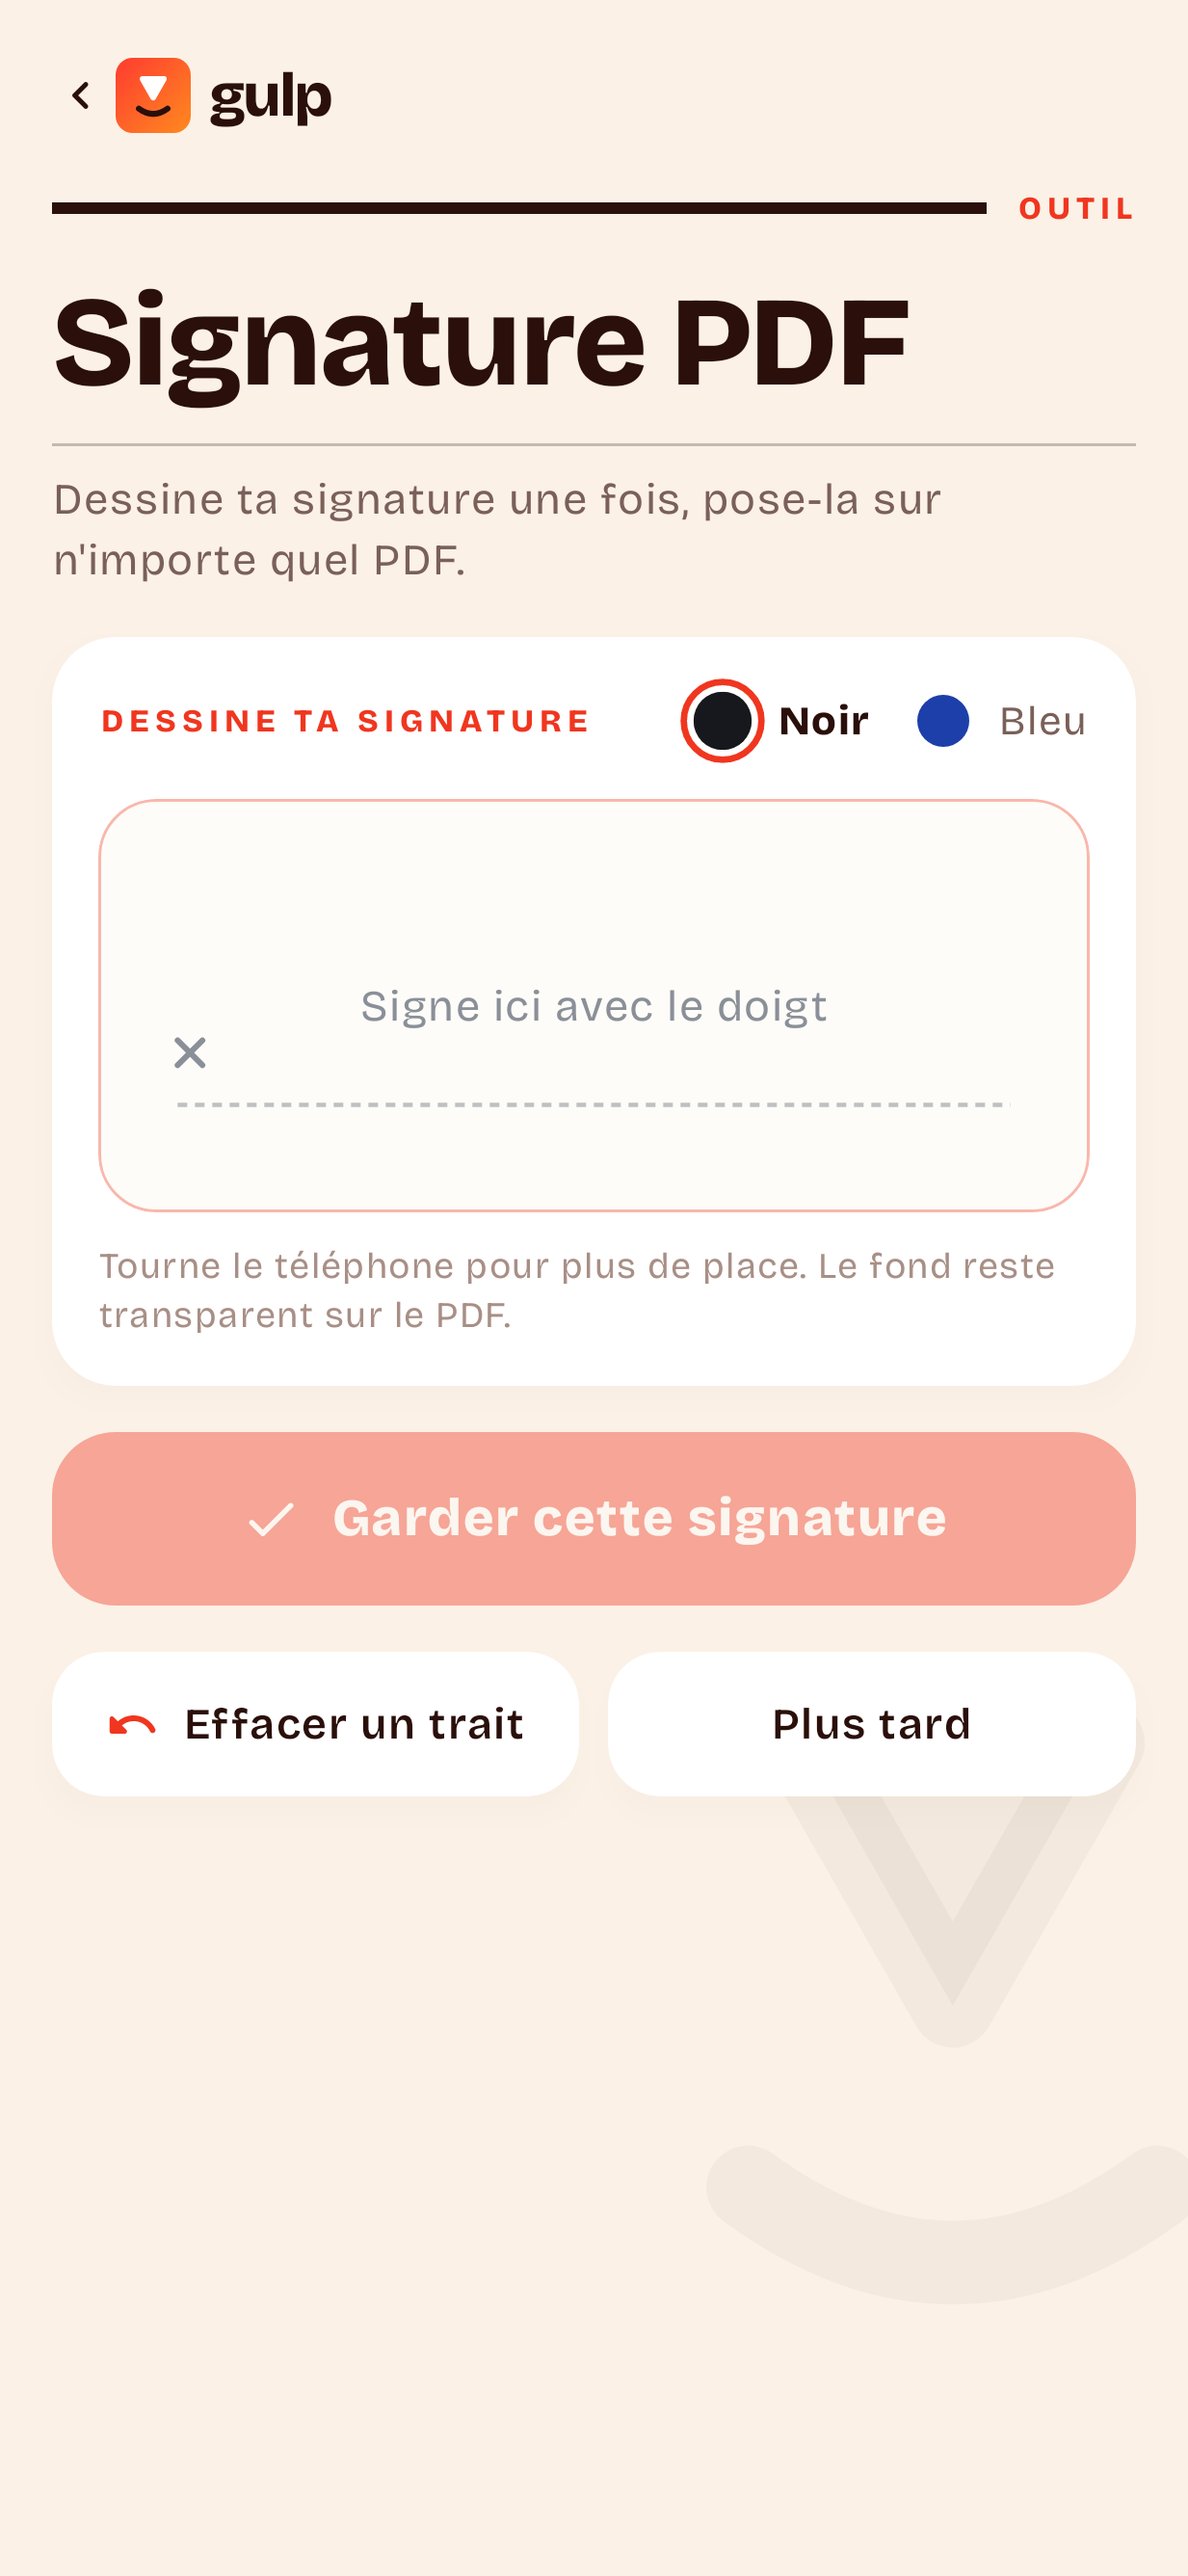 gulp
OUTIL
Signature PDF
Dessine ta signature une fois, pose-la sur
n'importe quel PDF.
DESSINE TA SIGNATURE
Noir
Bleu
Signe ici avec le doigt
Tourne le téléphone pour plus de place. Le fond reste
transparent sur le PDF.
Garder cette signature
Effacer un trait
Plus tard